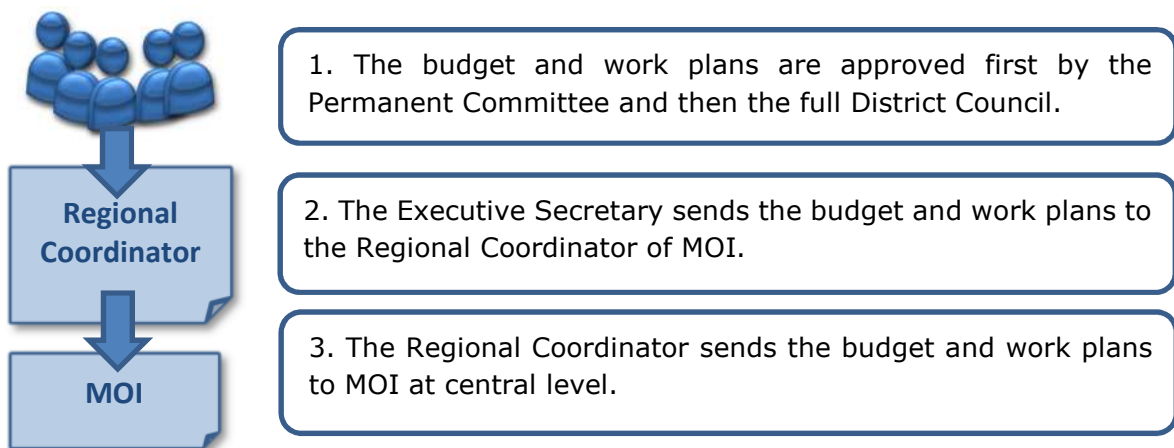 1. The budget and work plans are approved first by the
Permanent Committee and then the full District Council.
Regional
Coordinator
2. The Executive Secretary sends the budget and work plans to
the Regional Coordinator of MOI.
MOI
3. The Regional Coordinator sends the budget and work plans
to MOI at central level.